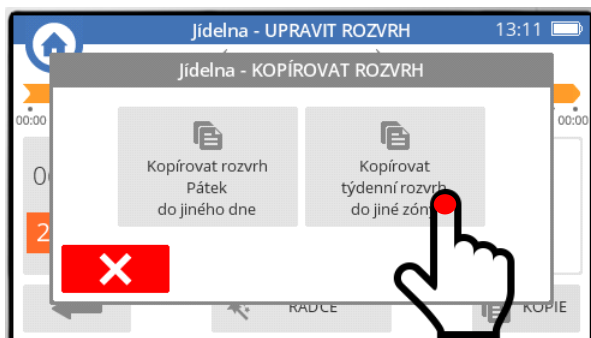 Jídelna - UPRAVIT ROZVRH 13:11
Jídelna - KOPÍROVAT ROZVRH
00:00 00:00
Kopírovat rozvrh
Pátek
do jiného dne
Kopírovat
týdenní rozvrh
do jiné zóny
RÁDCE KOPIE